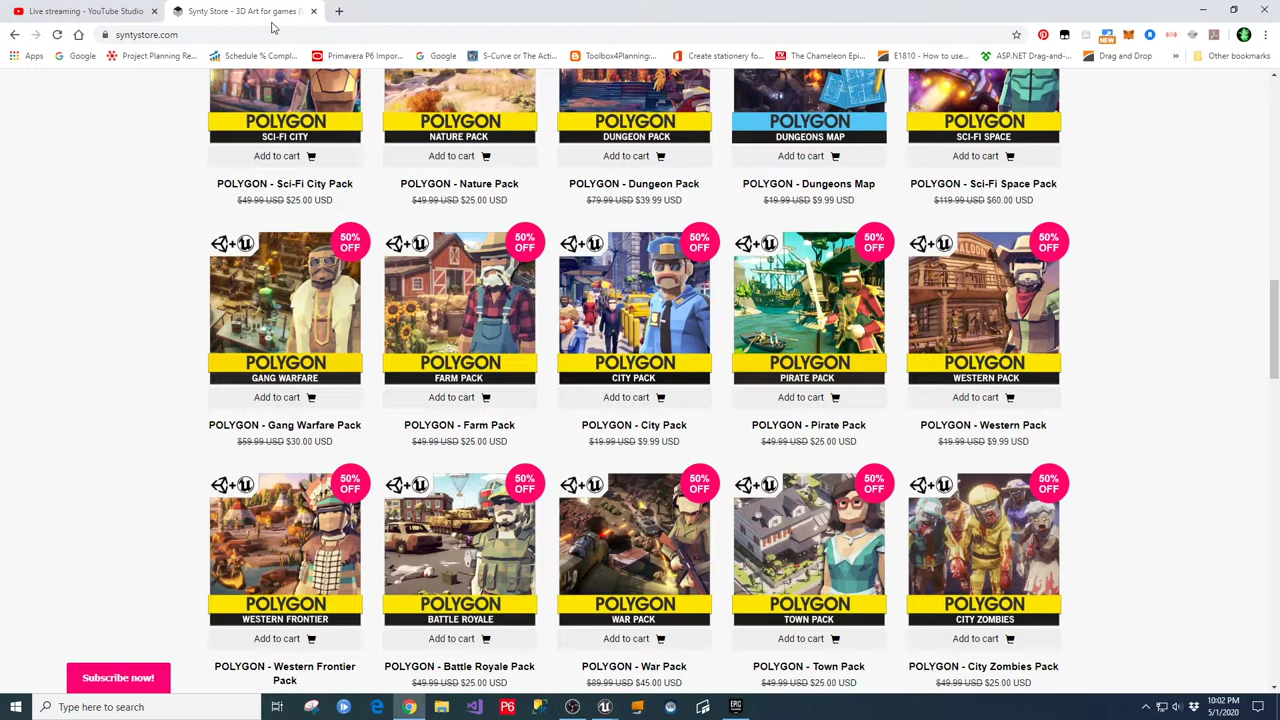 Live streaming - YouTube Studio
Synty Store - 3D Art for games (
syntystore.com
NEW
Apps
Google
Project Planning Re...
Schedule % Compl...
Primavera P6 Impor...
Google
S-Curve or The Acti...
Toolbox4Planning:...
Create stationery fo...
The Chameleon Epi...
E1810 - How to use...
ASP.NET Drag-and-...
Drag and Drop
»
Other bookmarks
POLYGON
SCI-FI CITY
POLYGON
NATURE PACK
POLYGON
DUNGEON PACK
POLYGON
DUNGEONS MAP
POLYGON
SCI-FI SPACE
Add to cart
Add to cart
Add to cart
Add to cart
Add to cart
POLYGON - Sci-Fi City Pack
$49.99 USD $25.00 USD
POLYGON - Nature Pack
$49.99 USD $25.00 USD
POLYGON - Dungeon Pack
$79.99 USD $39.99 USD
POLYGON - Dungeons Map
$19.99 USD $9.99 USD
POLYGON - Sci-Fi Space Pack
$119.99 USD $60.00 USD
50%
OFF
50%
OFF
50%
OFF
50%
OFF
SALOON
50%
OFF
POLYGON
GANG WARFARE
POLYGON
FARM PACK
POLYGON
CITY PACK
POLYGON
PIRATE PACK
POLYGON
WESTERN PACK
Add to cart
Add to cart
Add to cart
Add to cart
Add to cart
POLYGON - Gang Warfare Pack
$59.99 USD $30.00 USD
POLYGON - Farm Pack
$49.99 USD $25.00 USD
POLYGON - City Pack
$19.99 USD $9.99 USD
POLYGON - Pirate Pack
$49.99 USD $25.00 USD
POLYGON - Western Pack
$19.99 USD $9.99 USD
50%
OFF
50%
OFF
50%
OFF
50%
OFF
50%
OFF
POLYGON
WESTERN FRONTIER
POLYGON
BATTLE ROYALE
POLYGON
WAR PACK
POLYGON
TOWN PACK
POLYGON
CITY ZOMBIES
Add to cart
Add to cart
Add to cart
Add to cart
Add to cart
POLYGON - Western Frontier
Pack
POLYGON - Battle Royale Pack
$49.99 USD $25.00 USD
POLYGON - War Pack
$89.99 USD $45.00 USD
POLYGON - Town Pack
$49.99 USD $25.00 USD
POLYGON - City Zombies Pack
$49.99 USD $25.00 USD
Subscribe now!
Type here to search
P6
EPIC
10:02 PM
5/1/2020